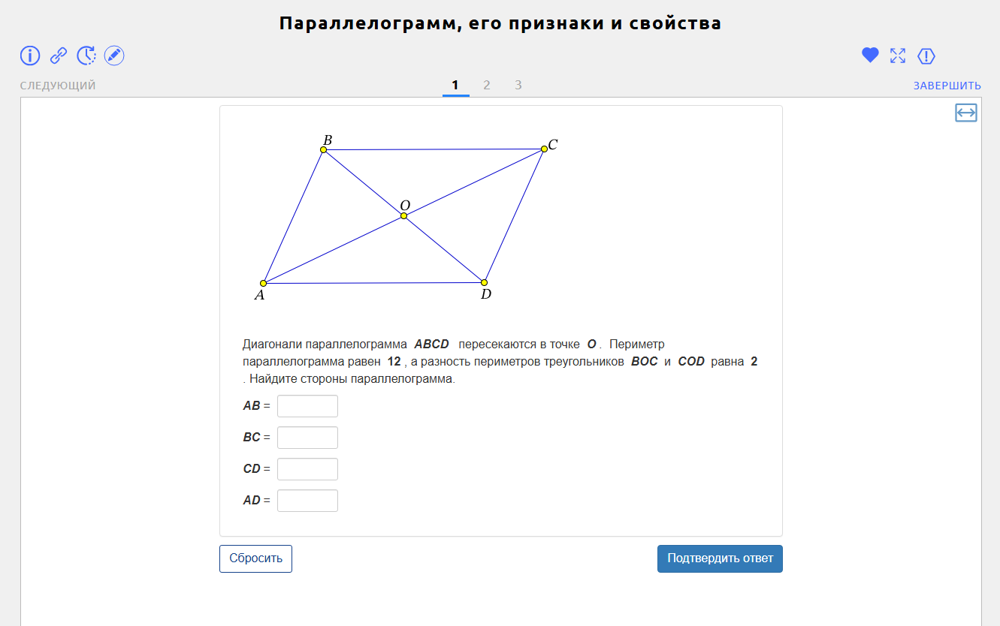 Параллелограмм, его признаки и свойства
СЛЕДУЮЩИЙ
1 2 3
ЗАВЕРШИТЬ
B
C
O
A
D
Диагонали параллелограмма ABCD пересекаются в точке O . Периметр
параллелограмма равен 12 , а разность периметров треугольников BOC и COD равна 2
. Найдите стороны параллелограмма.
AB =
BC =
CD =
AD =
Сбросить
Подтвердить ответ